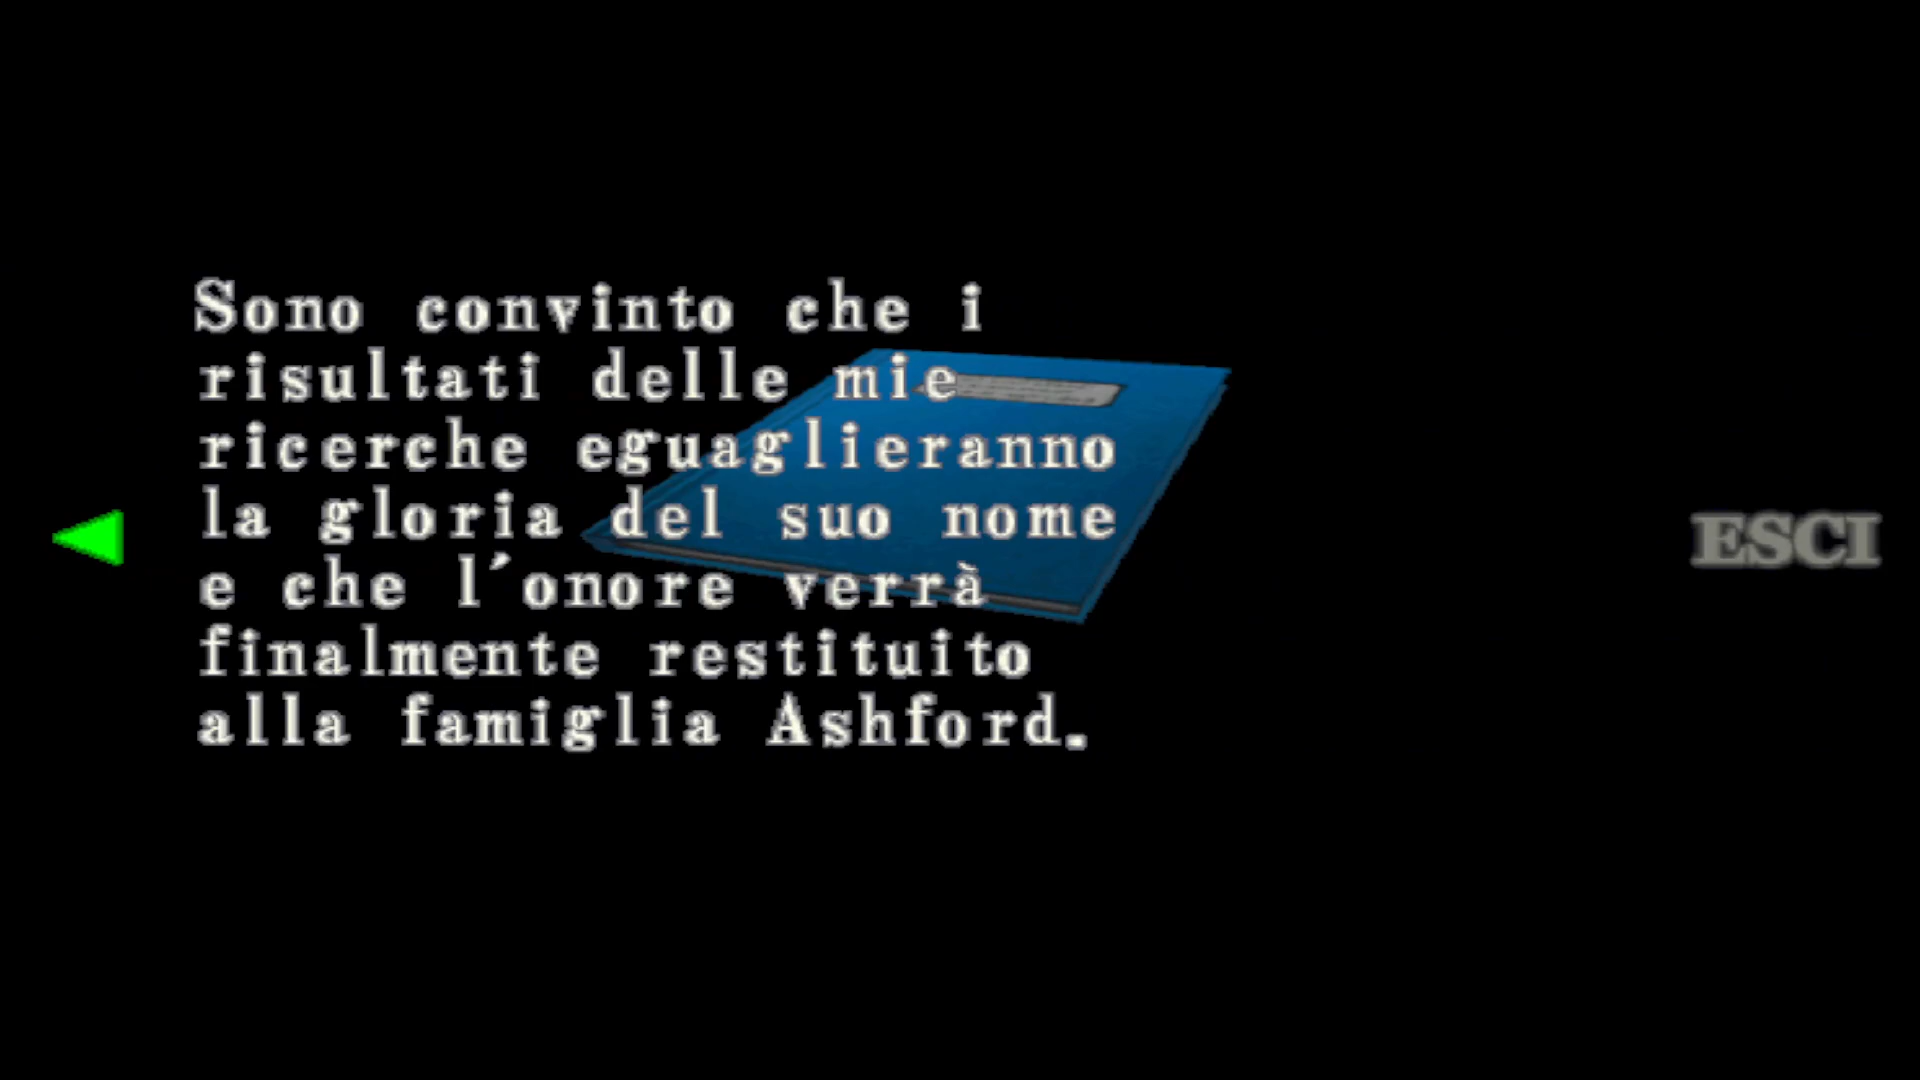 Sono convinto che i
risultati delle mie
ricerche eguaglieranno
la gloria del suo nome
e che l'onore verrà
finalmente restituito
alla famiglia Ashford.
ESCI